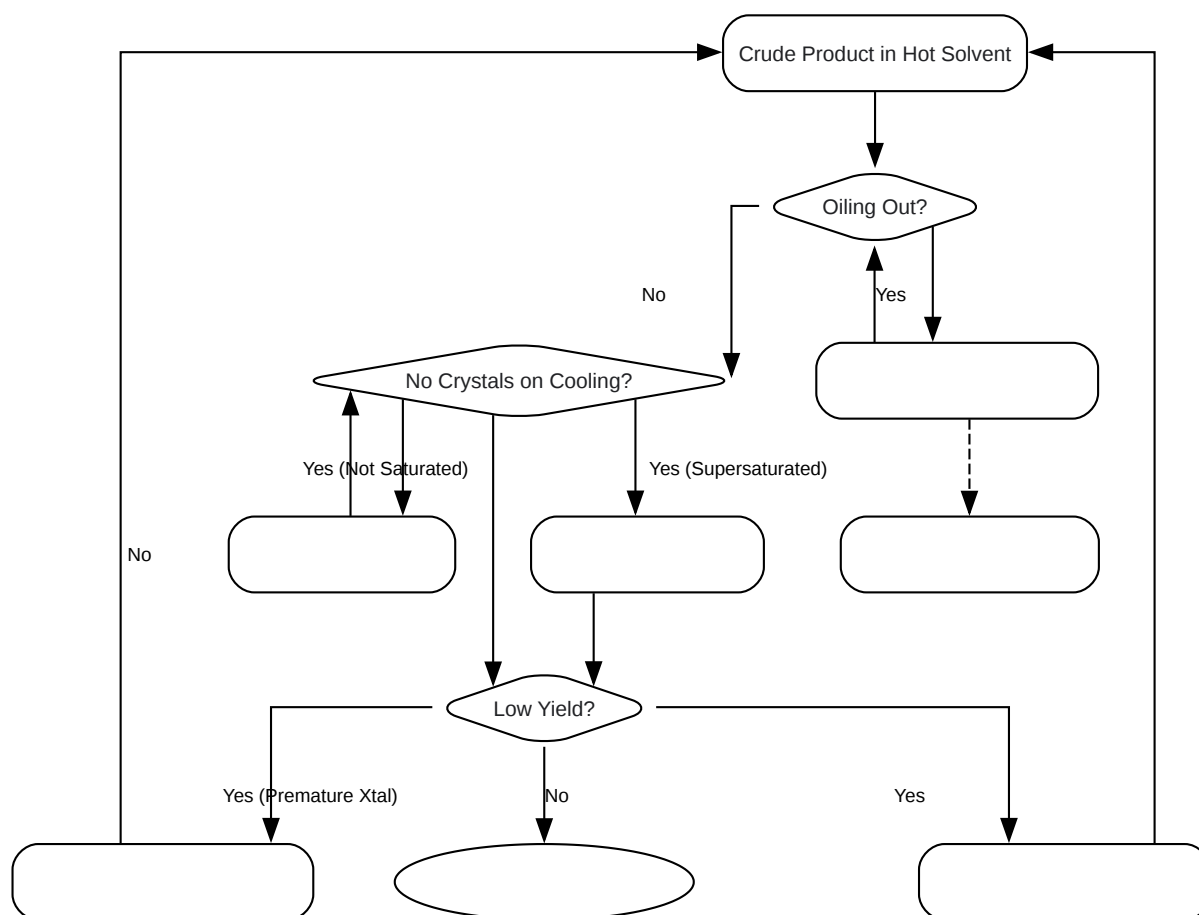 Crude Product in Hot Solvent
Oiling Out?
No
Yes
No Crystals on Cooling?
Yes (Not Saturated)
Yes (Supersaturated)
No
Low Yield?
Yes (Premature Xtal)
No
Yes